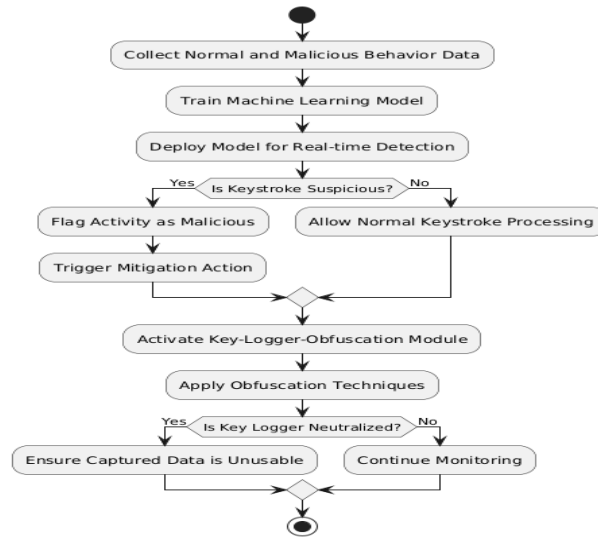 Collect Normal and Malicious Behavior Data
Train Machine Learning Model
Deploy Model for Real-time Detection
Yes
Is Keystroke Suspicious?
No
Flag Activity as Malicious
Allow Normal Keystroke Processing
Trigger Mitigation Action
Activate Key-Logger-Obfuscation Module
Apply Obfuscation Techniques
Yes
Is Key Logger Neutralized?
No
Ensure Captured Data is Unusable
Continue Monitoring